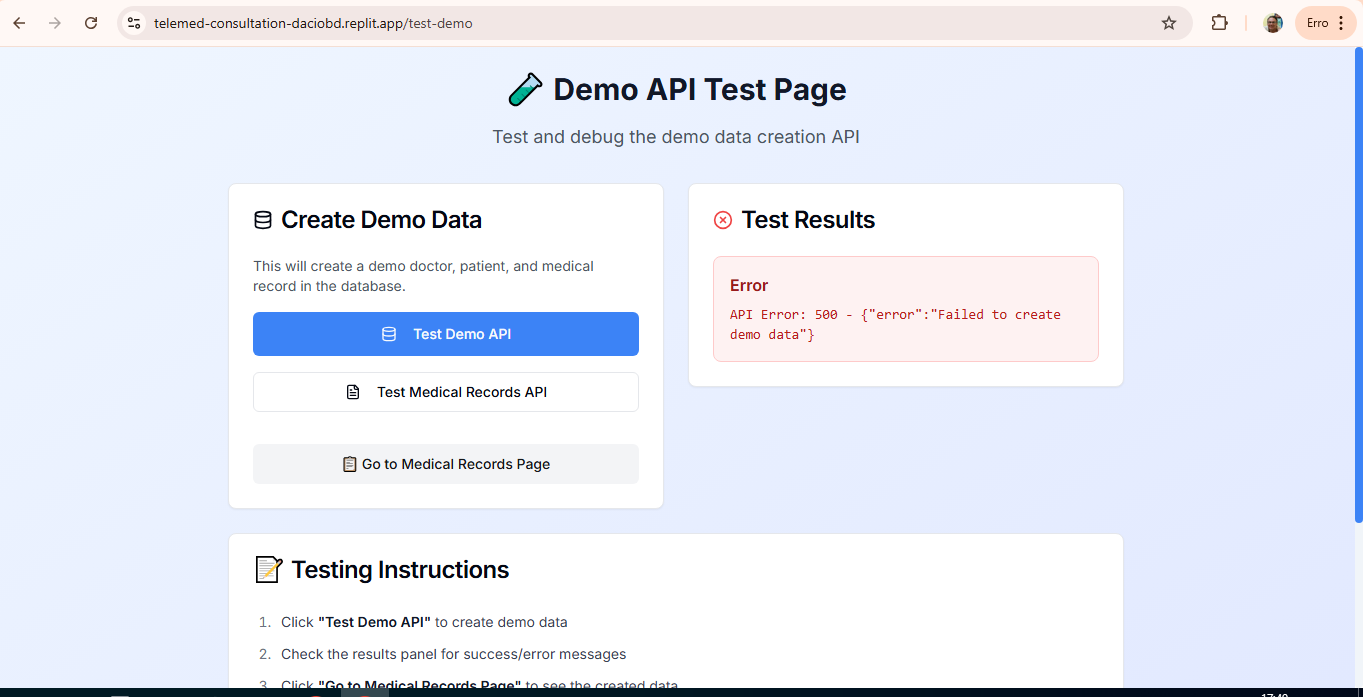 telemed-consultation-daciobd.replit.app/test-demo
Erro
Demo API Test Page
Test and debug the demo data creation API
Create Demo Data
This will create a demo doctor, patient, and medical
record in the database.
Test Demo API
Test Medical Records API
Go to Medical Records Page
Test Results
Error
API Error: 500 - {"error":"Failed to create
demo data"}
Testing Instructions
1. Click "Test Demo API" to create demo data
2. Check the results panel for success/error messages
3. Click "Go to Medical Records Page" to see the created data